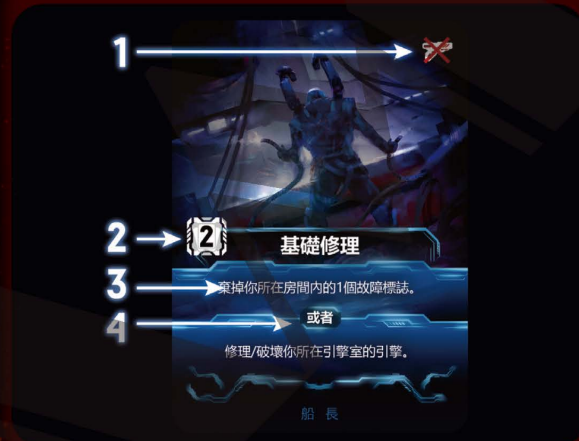 1
2
2
基礎修理
3
棄掉你所在房間內的1個故障標誌。
4
或者
修理/破壞你所在引擎室的引擎。
船長